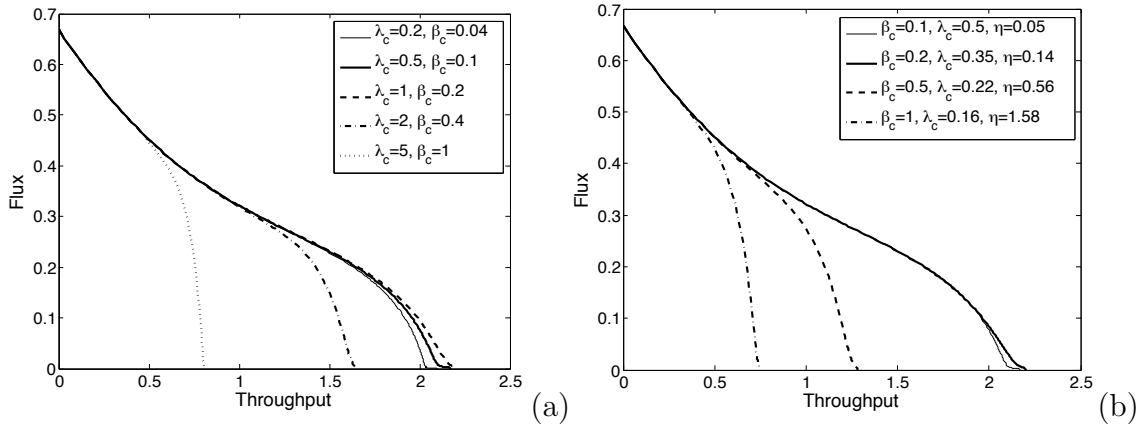 0.7
0.6
0.5
0.4
0.3
0.2
0.1
0
Flux
0 0.5 1 1.5 2 2.5
Throughput
λc=0.2, βc=0.04
λc=0.5, βc=0.1
λc=1, βc=0.2
λc=2, βc=0.4
λc=5, βc=1
(a)
0.7
0.6
0.5
0.4
0.3
0.2
0.1
0
Flux
0 0.5 1 1.5 2 2.5
Throughput
βc=0.1, λc=0.5, η=0.05
βc=0.2, λc=0.35, η=0.14
βc=0.5, λc=0.22, η=0.56
βc=1, λc=0.16, η=1.58
(b)